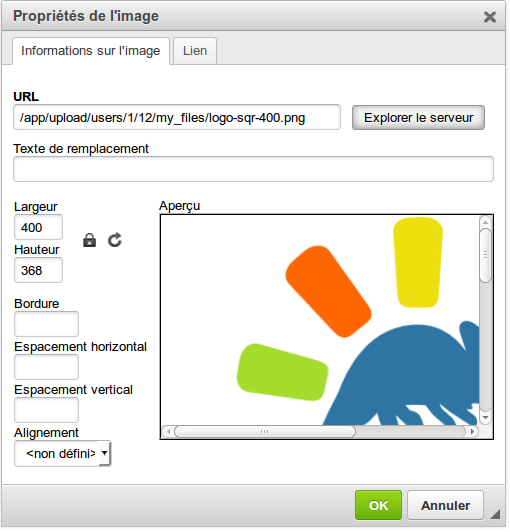 Propriétés de l'image
Informations sur l'image
Lien
URL
/app/upload/users/1/12/my_files/logo-sqr-400.png
Explorer le serveur
Texte de remplacement
Largeur
400
Hauteur
368
Aperçu
Bordure
Espacement horizontal
Espacement vertical
Alignement
<non défini>
OK
Annuler